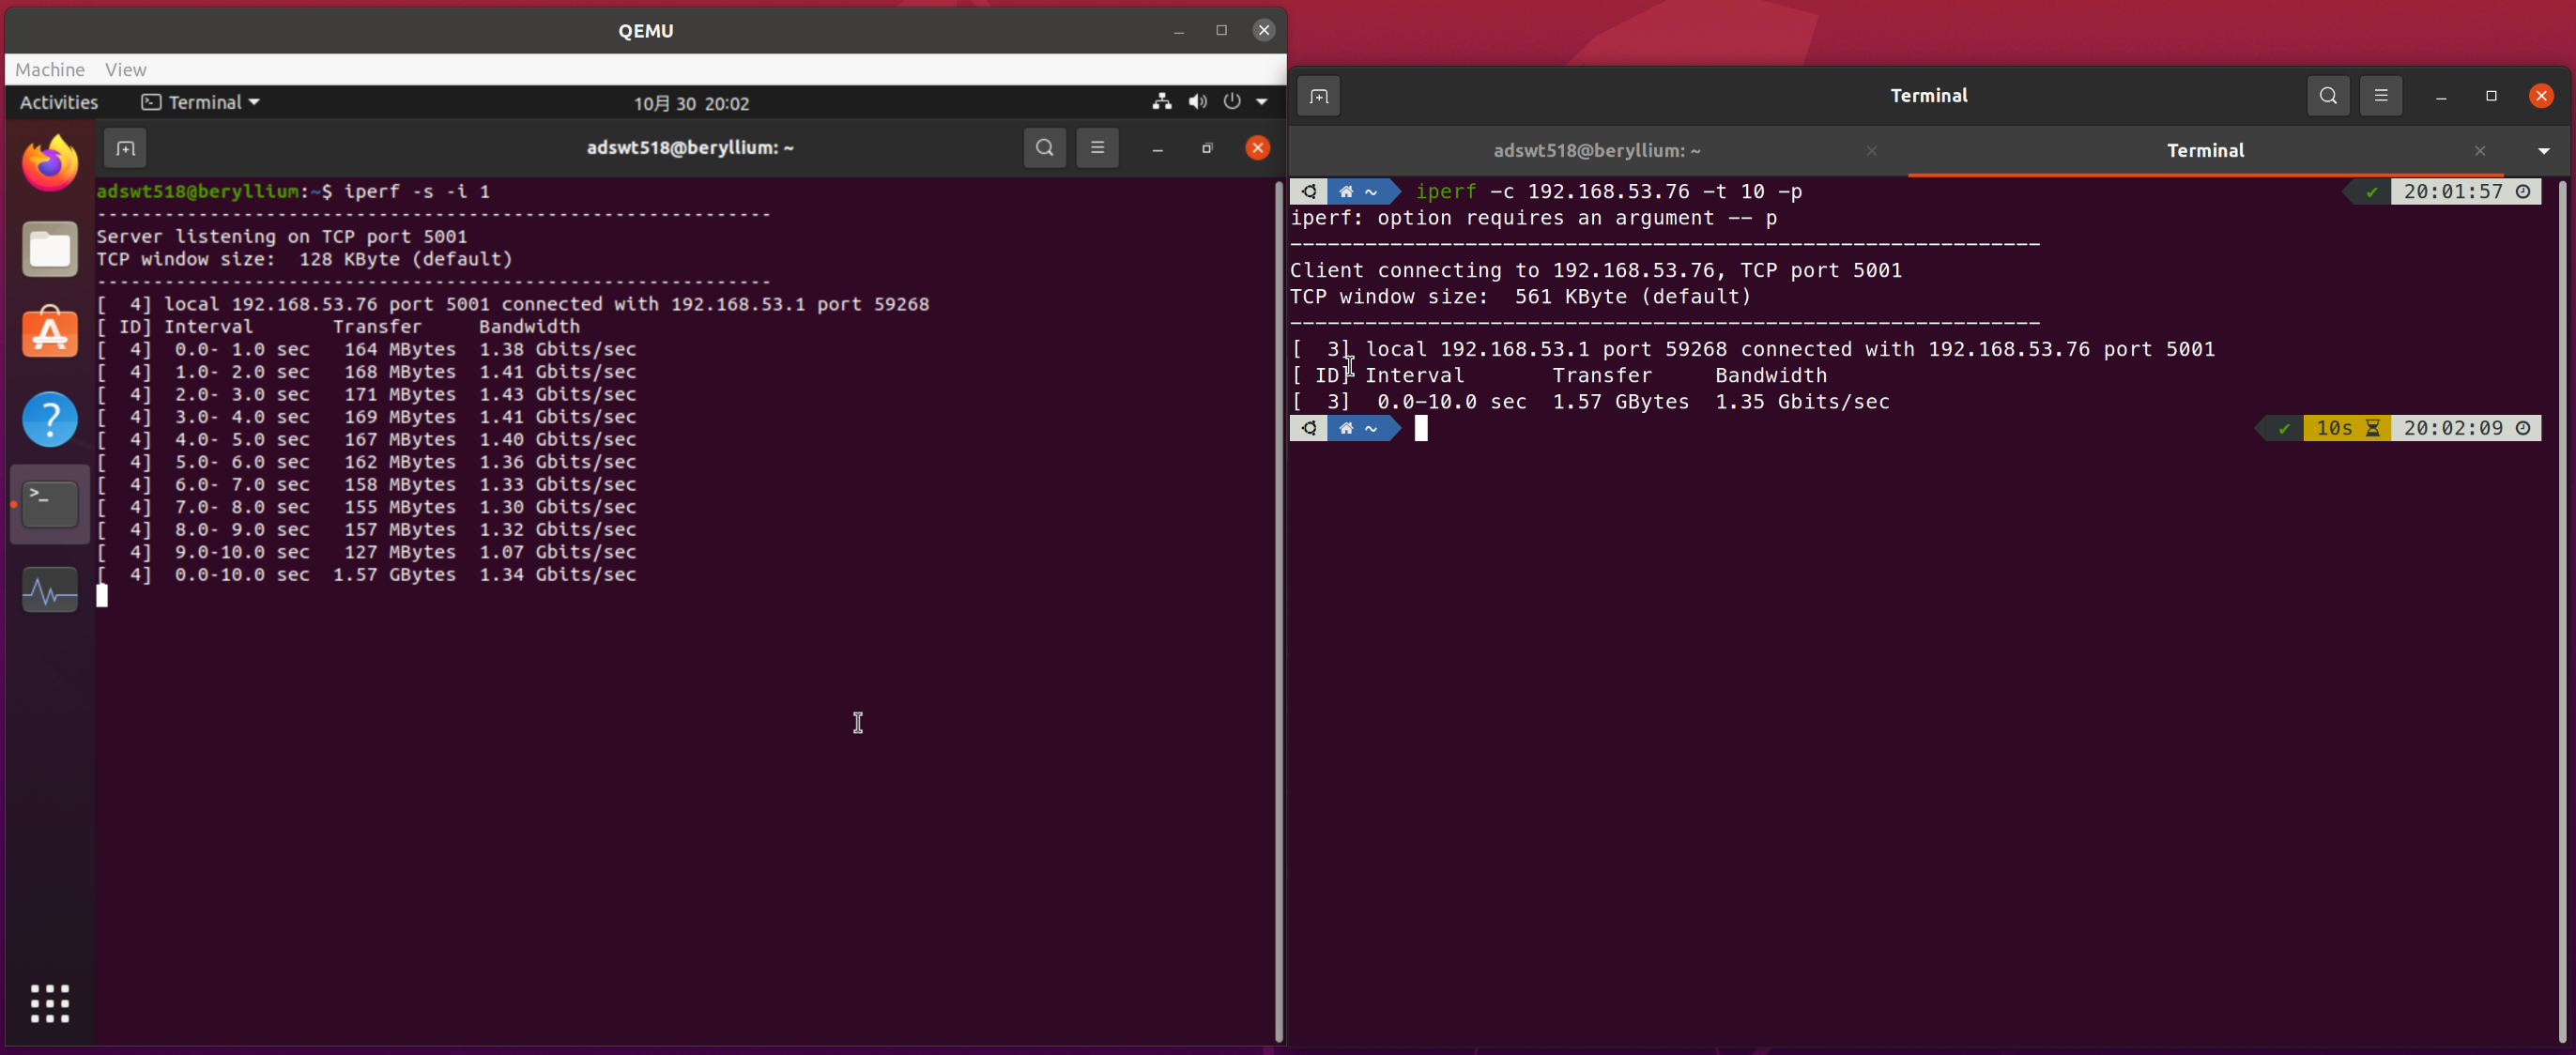 QEMU
Machine View
Activities Terminal 10月 30 20:02
adswt518@beryllium: ~
adswt518@beryllium:~$ iperf -s -i 1
------------------------------------------------------------
Server listening on TCP port 5001
TCP window size:  128 KByte (default)
------------------------------------------------------------
[  4] local 192.168.53.76 port 5001 connected with 192.168.53.1 port 59268
[ ID] Interval       Transfer     Bandwidth
[  4]  0.0- 1.0 sec   164 MBytes  1.38 Gbits/sec
[  4]  1.0- 2.0 sec   168 MBytes  1.41 Gbits/sec
[  4]  2.0- 3.0 sec   171 MBytes  1.43 Gbits/sec
[  4]  3.0- 4.0 sec   169 MBytes  1.41 Gbits/sec
[  4]  4.0- 5.0 sec   167 MBytes  1.40 Gbits/sec
[  4]  5.0- 6.0 sec   162 MBytes  1.36 Gbits/sec
[  4]  6.0- 7.0 sec   158 MBytes  1.33 Gbits/sec
[  4]  7.0- 8.0 sec   155 MBytes  1.30 Gbits/sec
[  4]  8.0- 9.0 sec   157 MBytes  1.32 Gbits/sec
[  4]  9.0-10.0 sec   127 MBytes  1.07 Gbits/sec
[  4]  0.0-10.0 sec  1.57 GBytes  1.34 Gbits/sec
Terminal
adswt518@beryllium: ~ Terminal
~ iperf -c 192.168.53.76 -t 10 -p ✔ 20:01:57
iperf: option requires an argument -- p
------------------------------------------------------------
Client connecting to 192.168.53.76, TCP port 5001
TCP window size:  561 KByte (default)
------------------------------------------------------------
[  3] local 192.168.53.1 port 59268 connected with 192.168.53.76 port 5001
[ ID] Interval       Transfer     Bandwidth
[  3]  0.0-10.0 sec  1.57 GBytes  1.35 Gbits/sec
~ ✔ 10s 20:02:09